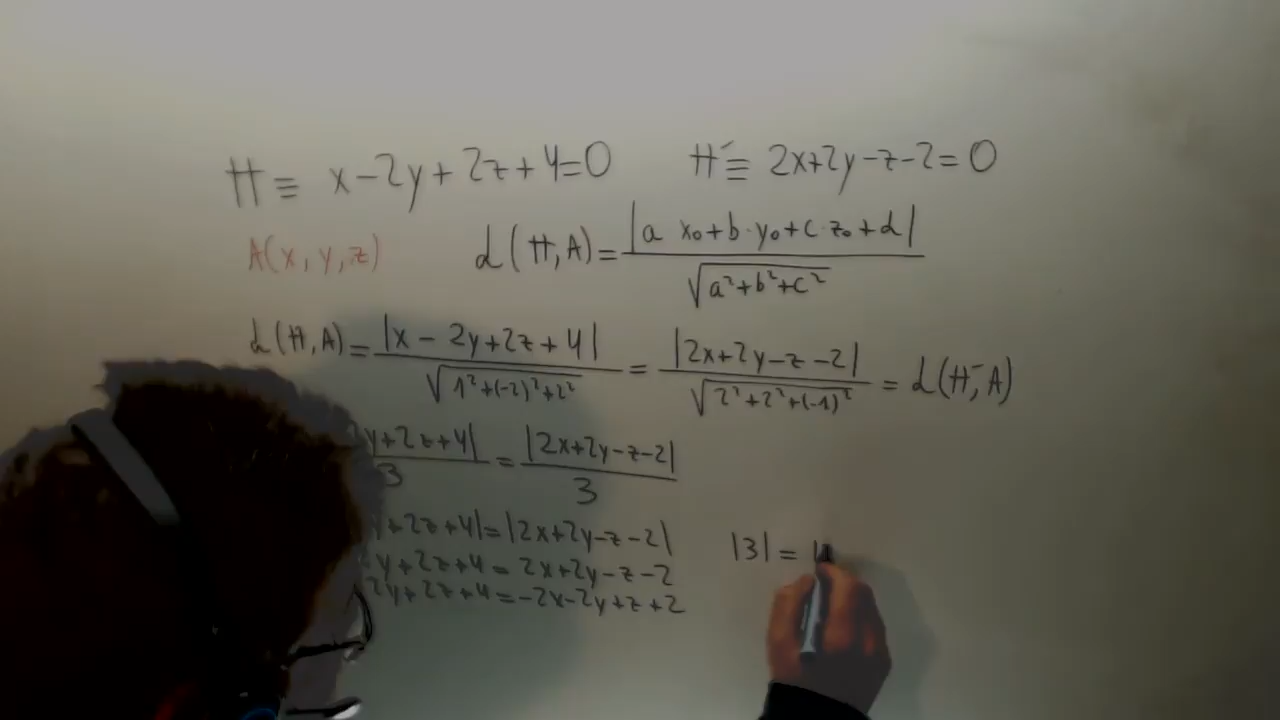 π ≡ x-2y+2z+4=0 π' ≡ 2x+2y-z-2=0
A(x,y,z) d(π,A)= |a x₀+b·y₀+c·z₀+d| / √a²+b²+c²
d(π,A)= |x-2y+2z+4| / √1²+(-2)²+2² = |2x+2y-z-2| / √2²+2²+(-1)² = d(π',A)
y+2z+4| / 3 = |2x+2y-z-2| / 3
y+2z+4|=|2x+2y-z-2| |3| =
y+2z+4=2x+2y-z-2
2y+2z+4=-2x-2y+z+2